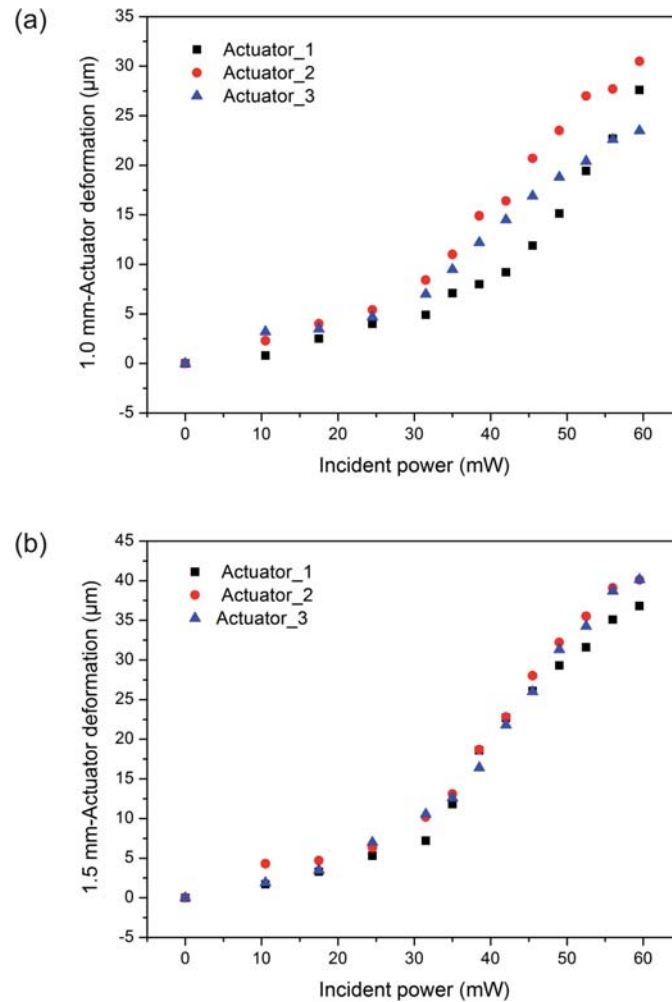 (a)
35
30
25
20
15
10
5
0
-5
1.0 mm-Actuator deformation (µm)
Actuator_1
Actuator_2
Actuator_3
0 10 20 30 40 50 60
Incident power (mW)
(b)
45
40
35
30
25
20
15
10
5
0
-5
1.5 mm-Actuator deformation (µm)
Actuator_1
Actuator_2
Actuator_3
0 10 20 30 40 50 60
Incident power (mW)